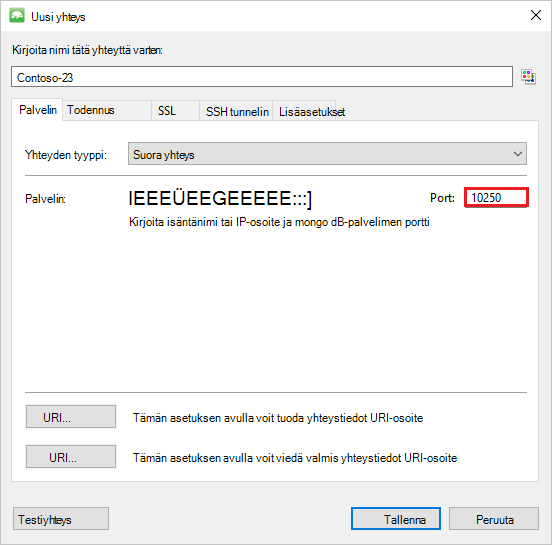 Uusi yhteys
Kirjoita nimi tätä yhteyttä varten:
Contoso-23
Palvelin Todennus SSL SSH tunnelin Lisäasetukset
Yhteyden tyyppi: Suora yhteys
Palvelin: IEEEÜEEGEEEEE:::] Port: 10250
Kirjoita isäntänimi tai IP-osoite ja mongo dB-palvelimen portti
URI... Tämän asetuksen avulla voit tuoda yhteystiedot URI-osoite
URI... Tämän asetuksen avulla voit viedä valmis yhteystiedot URI-osoite
Testiyhteys Tallenna Peruuta